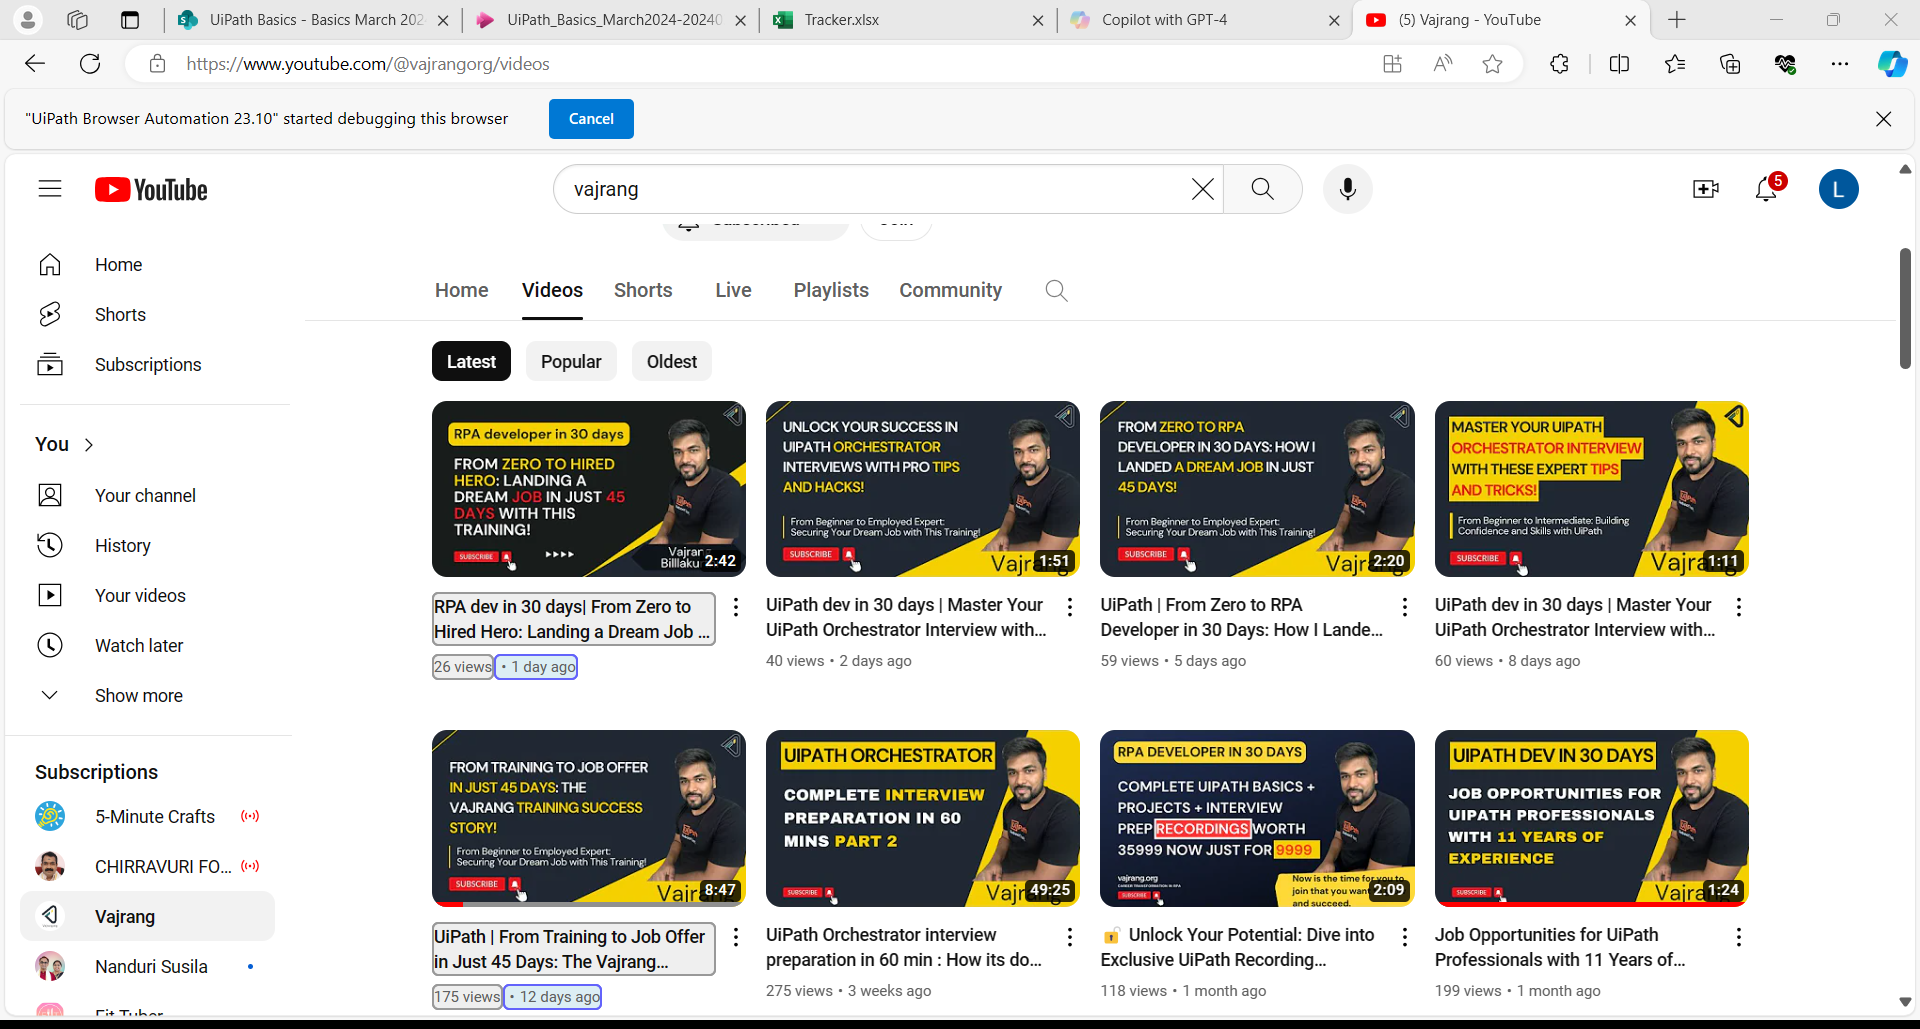 UiPath Basics - Basics March 202
UiPath_Basics_March2024-20240
Tracker.xlsx
Copilot with GPT-4
(5) Vajrang - YouTube
https://www.youtube.com/@vajrangorg/videos
"UiPath Browser Automation 23.10" started debugging this browser
Cancel
YouTube
vajrang
5
L
Home
Shorts
Subscriptions
You
Your channel
History
Your videos
Watch later
Show more
Subscriptions
5-Minute Crafts
CHIRRAVURI FO...
Vajrang
Nanduri Susila
Home
Videos
Shorts
Live
Playlists
Community
Latest
Popular
Oldest
RPA developer in 30 days
FROM ZERO TO HIRED
HERO: LANDING A
DREAM JOB IN JUST 45
DAYS WITH THIS
TRAINING!
SUBSCRIBE
2:42
RPA dev in 30 days| From Zero to
Hired Hero: Landing a Dream Job ...
26 views • 1 day ago
UNLOCK YOUR SUCCESS IN
UIPATH ORCHESTRATOR
INTERVIEWS WITH PRO TIPS
AND HACKS!
From Beginner to Employed Expert:
Securing Your Dream Job with This Training!
SUBSCRIBE
1:51
UiPath dev in 30 days | Master Your
UiPath Orchestrator Interview with...
40 views • 2 days ago
FROM ZERO TO RPA
DEVELOPER IN 30 DAYS: HOW I
LANDED A DREAM JOB IN JUST
45 DAYS!
From Beginner to Employed Expert:
Securing Your Dream Job with This Training!
SUBSCRIBE
2:20
UiPath | From Zero to RPA
Developer in 30 Days: How I Lande...
59 views • 5 days ago
MASTER YOUR UIPATH
ORCHESTRATOR INTERVIEW
WITH THESE EXPERT TIPS
AND TRICKS!
From Beginner to Intermediate: Building
Confidence and Skills with UiPath
SUBSCRIBE
1:11
UiPath dev in 30 days | Master Your
UiPath Orchestrator Interview with...
60 views • 8 days ago
FROM TRAINING TO JOB OFFER
IN JUST 45 DAYS: THE
VAJRANG TRAINING SUCCESS
STORY!
From Beginner to Employed Expert:
Securing Your Dream Job with This Training!
SUBSCRIBE
8:47
UiPath | From Training to Job Offer
in Just 45 Days: The Vajrang...
175 views • 12 days ago
UIPATH ORCHESTRATOR
COMPLETE INTERVIEW
PREPARATION IN 60
MINS PART 2
SUBSCRIBE
49:25
UiPath Orchestrator interview
preparation in 60 min : How its do...
275 views • 3 weeks ago
RPA DEVELOPER IN 30 DAYS
COMPLETE UIPATH BASICS +
PROJECTS + INTERVIEW
PREP RECORDINGS WORTH
35999 NOW JUST FOR 9999
vajrang.org
SUBSCRIBE
Now is the time for you to
join that you want
and succeed.
2:09
Unlock Your Potential: Dive into
Exclusive UiPath Recording...
118 views • 1 month ago
UIPATH DEV IN 30 DAYS
JOB OPPORTUNITIES FOR
UIPATH PROFESSIONALS
WITH 11 YEARS OF
EXPERIENCE
SUBSCRIBE
1:24
Job Opportunities for UiPath
Professionals with 11 Years of...
199 views • 1 month ago